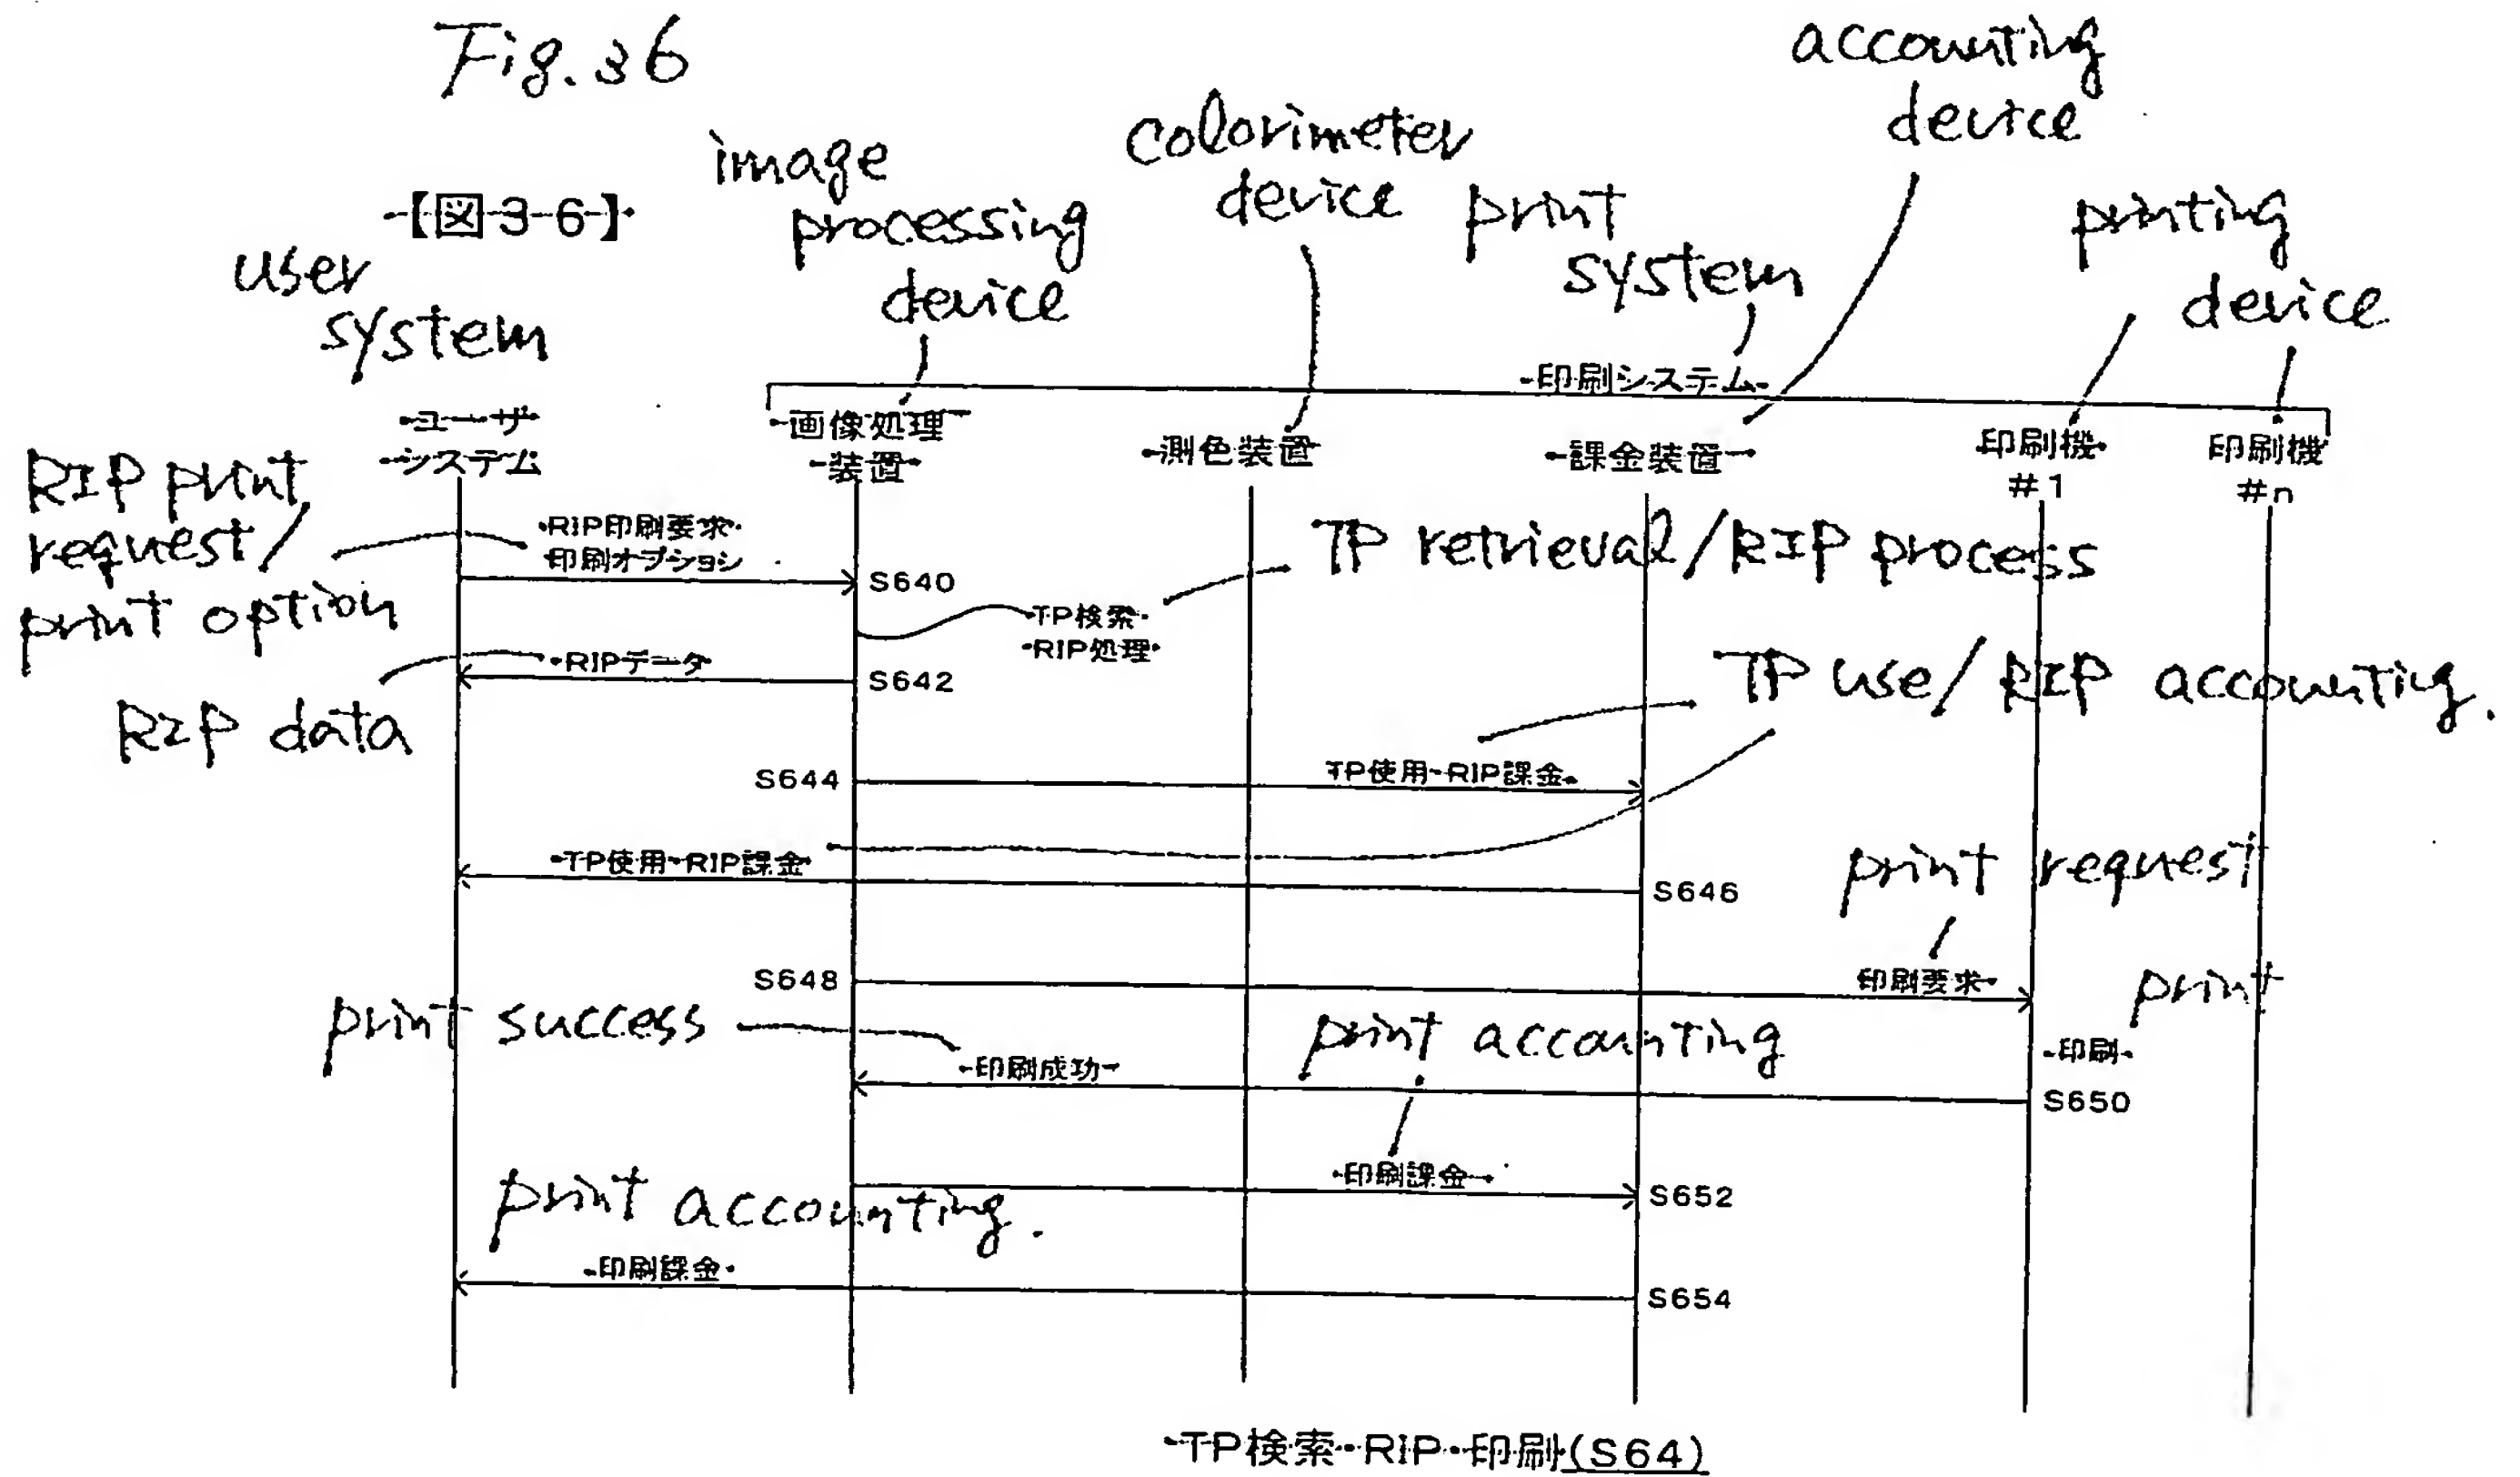 Fig. 36
accounting
device
image
processing
device
colorimeter
device
print
system
printing
device
【図36】
user
system
印刷システム
ユーザ
システム
画像処理
装置
測色装置
課金装置
印刷機
#1
印刷機
#n
RIP print
request/
print option
RIP印刷要求
印刷オプション
S640
TP retrieval/RIP process
TP検索・
RIP処理
RIPデータ
S642
RIP data
TP use/RIP accounting.
S644
TP使用・RIP課金
TP使用・RIP課金
S646
print request
S648
印刷要求
print
print success
print accounting
印刷
印刷成功
S650
印刷課金
S652
print accounting.
印刷課金
S654
TP検索・RIP・印刷(S64)